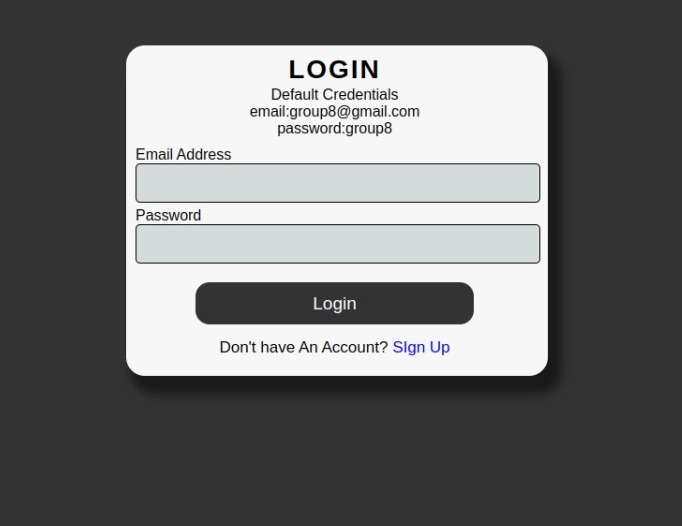 LOGIN
Default Credentials
email:group8@gmail.com
password:group8
Email Address
Password
Login
Don't have An Account? SIgn Up